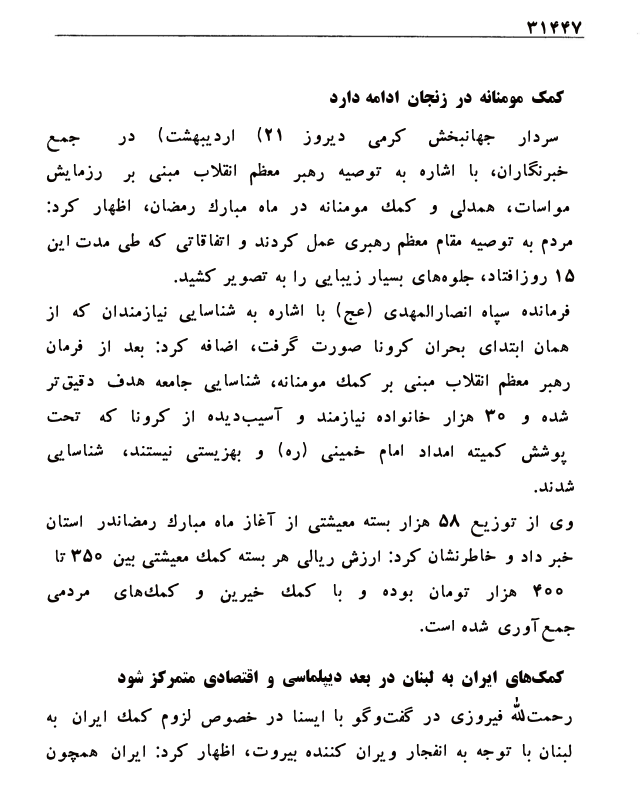 ۳۱۴۴۷
کمک مومنانه در زنجان ادامه دارد
سردار جهانبخش کرمی دیروز ۲۱) اردیبهشت) در جمع
خبرنگاران، با اشاره به توصیه رهبر معظم انقلاب مبنی بر رزمایش
مواسات، همدلی و کمک مومنانه در ماه مبارک رمضان، اظهار کرد:
مردم به توصیه مقام معظم رهبری عمل کردند و اتفاقاتی که طی مدت این
۱۵ روزافتاد، جلوه‌های بسیار زیبایی را به تصویر کشید.
فرمانده سپاه انصارالمهدی (عج) با اشاره به شناسایی نیازمندان که از
همان ابتدای بحران کرونا صورت گرفت، اضافه کرد: بعد از فرمان
رهبر معظم انقلاب مبنی بر کمک مومنانه، شناسایی جامعه هدف دقیق‌تر
شده و ۳۰ هزار خانواده نیازمند و آسیب‌دیده از کرونا که تحت
پوشش کمیته امداد امام خمینی (ره) و بهزیستی نیستند، شناسایی
شدند.
وی از توزیع ۵۸ هزار بسته معیشتی از آغاز ماه مبارک رمضاندر استان
خبر داد و خاطرنشان کرد: ارزش ریالی هر بسته کمک معیشتی بین ۳۵۰ تا
۴۰۰ هزار تومان بوده و با کمک خیرین و کمک‌های مردمی
جمع‌آوری شده است.
کمک‌های ایران به لبنان در بعد دیپلماسی و اقتصادی متمرکز شود
رحمت‌لله فیروزی در گفت‌وگو با ایسنا در خصوص لزوم کمک ایران به
لبنان با توجه به انفجار ویران کننده بیروت، اظهار کرد: ایران همچون